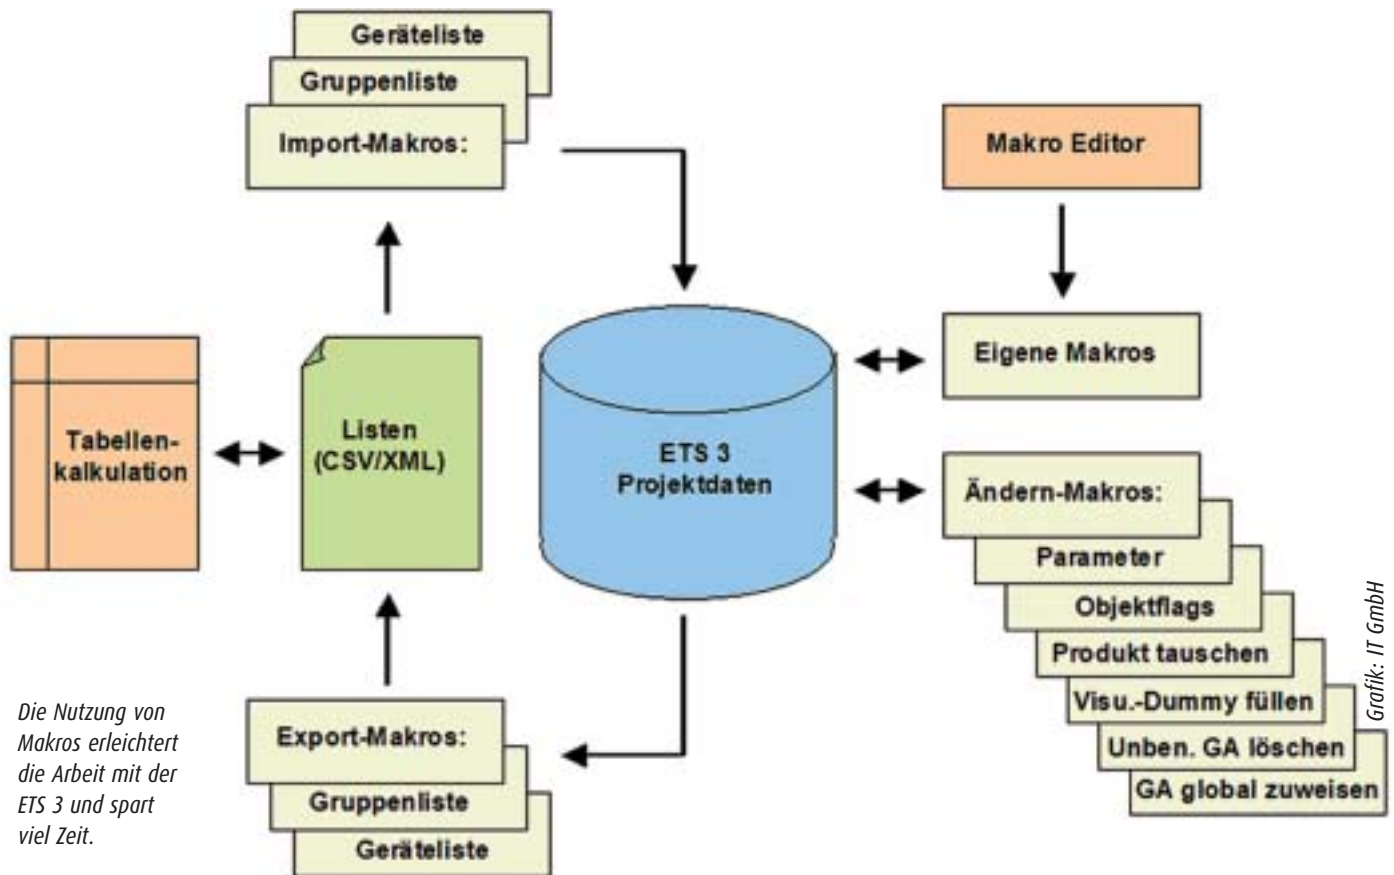 Geräteliste
Gruppenliste
Import-Makros:
Makro Editor
Eigene Makros
Tabellen-
kalkulation
Listen
(CSV/XML)
ETS 3
Projektdaten
Ändern-Makros:
Parameter
Objektflags
Produkt tauschen
Visu.-Dummy füllen
Unben. GA löschen
GA global zuweisen
Export-Makros:
Gruppenliste
Geräteliste
Die Nutzung von
Makros erleichtert
die Arbeit mit der
ETS 3 und spart
viel Zeit.
Grafik: IT GmbH